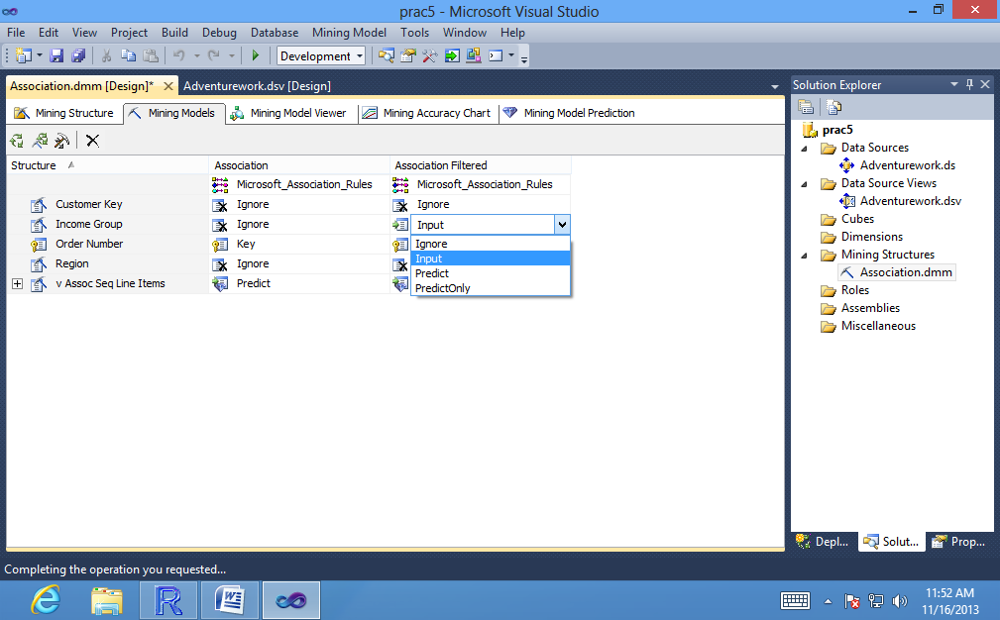 prac5 - Microsoft Visual Studio
File Edit View Project Build Debug Database Mining Model Tools Window Help
Development
Association.dmm [Design]* Adventurework.dsv [Design]
Mining Structure Mining Models Mining Model Viewer Mining Accuracy Chart Mining Model Prediction
Structure Association Association Filtered
Microsoft_Association_Rules Microsoft_Association_Rules
Customer Key Ignore Ignore
Income Group Ignore Input
Order Number Key Ignore
Input
Region Ignore Predict
v Assoc Seq Line Items Predict PredictOnly
Solution Explorer
prac5
Data Sources
Adventurework.ds
Data Source Views
Adventurework.dsv
Cubes
Dimensions
Mining Structures
Association.dmm
Roles
Assemblies
Miscellaneous
Depl... Solut... Prop...
Completing the operation you requested...
11:52 AM
11/16/2013